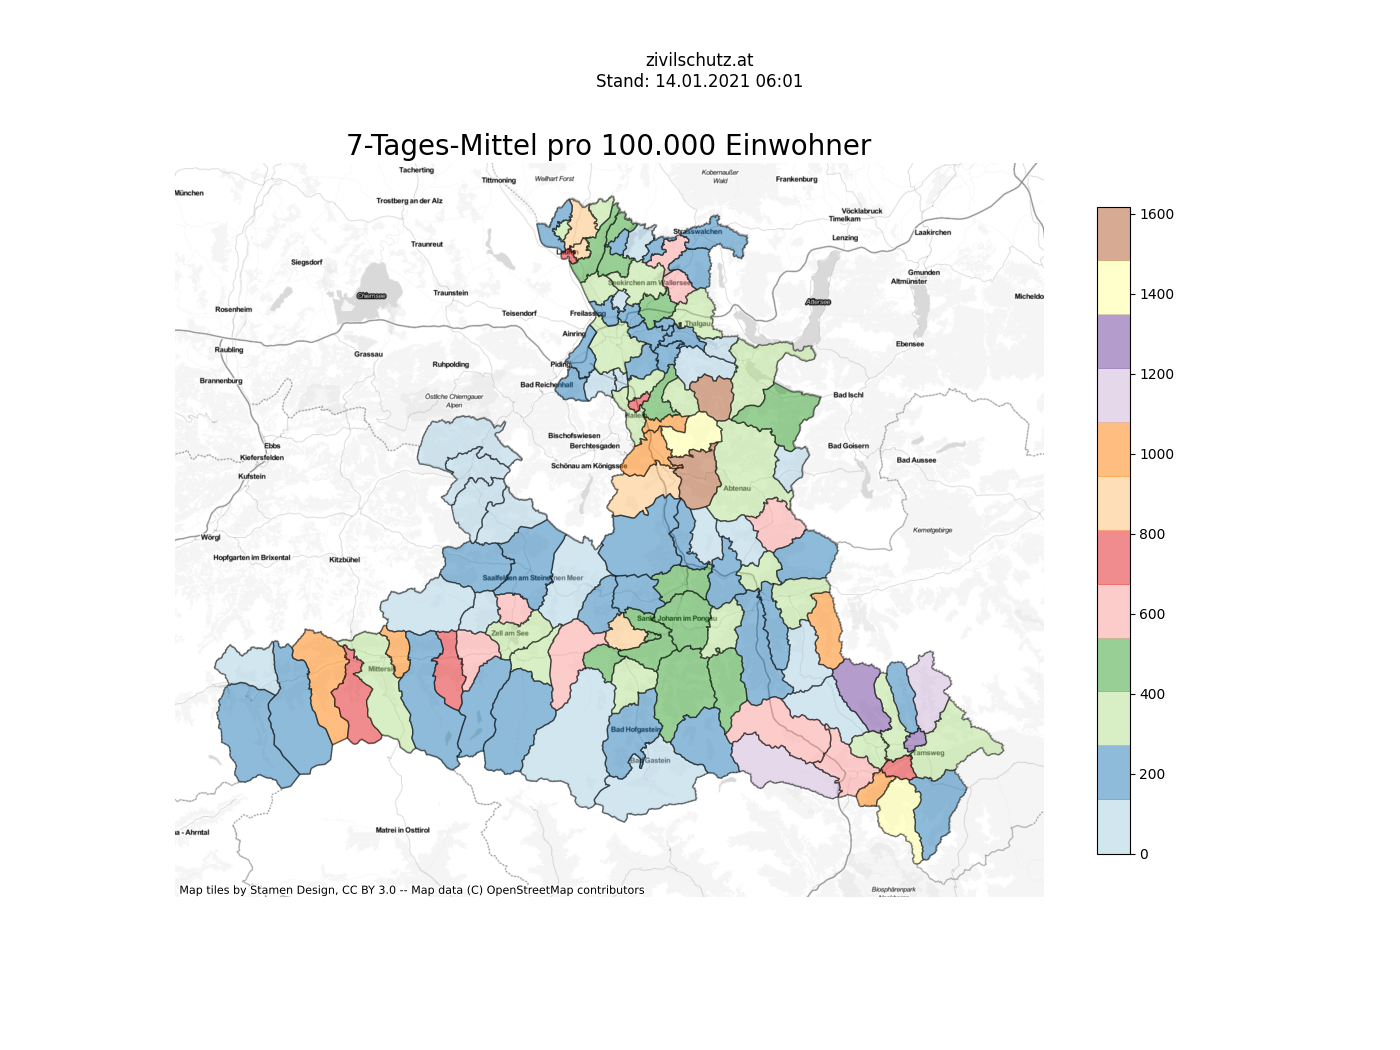 zivilschutz.at
Stand: 14.01.2021 06:01
7-Tages-Mittel pro 100.000 Einwohner
Tacherting
Tittmoning
Weilhart Forst
Kobernaußer
Wald
Frankenburg
München
Trostberg an der Alz
Vöcklabruck
Timelkam
Laakirchen
Lenzing
Strasswalchen
Traunreut
Siegsdorf
Gmunden
Altmünster
Seekirchen am Wallersee
Chiemsee
Traunstein
Attersee
Micheldo
Rosenheim
Teisendorf
Freilassing
Thalgau
Ainring
Ebensee
Raubling
Grassau
Ruhpolding
Piding
Brannenburg
Bad Reichenhall
Östliche Chiemgauer
Alpen
Bad Ischl
Hallein
Bischofswiesen
Berchtesgaden
Ebbs
Kiefersfelden
Bad Goisern
Bad Aussee
Schönau am Königssee
Kufstein
Abtenau
Kemetgebirge
Wörgl
Hopfgarten im Brixental
Kitzbühel
Saalfelden am Steinernen Meer
Sankt Johann im Pongau
Zell am See
Mittersill
Bad Hofgastein
Bad Gastein
Tamsweg
a - Ahrntal
Matrei in Osttirol
Biosphärenpark
Map tiles by Stamen Design, CC BY 3.0 -- Map data (C) OpenStreetMap contributors
1600
1400
1200
1000
800
600
400
200
0